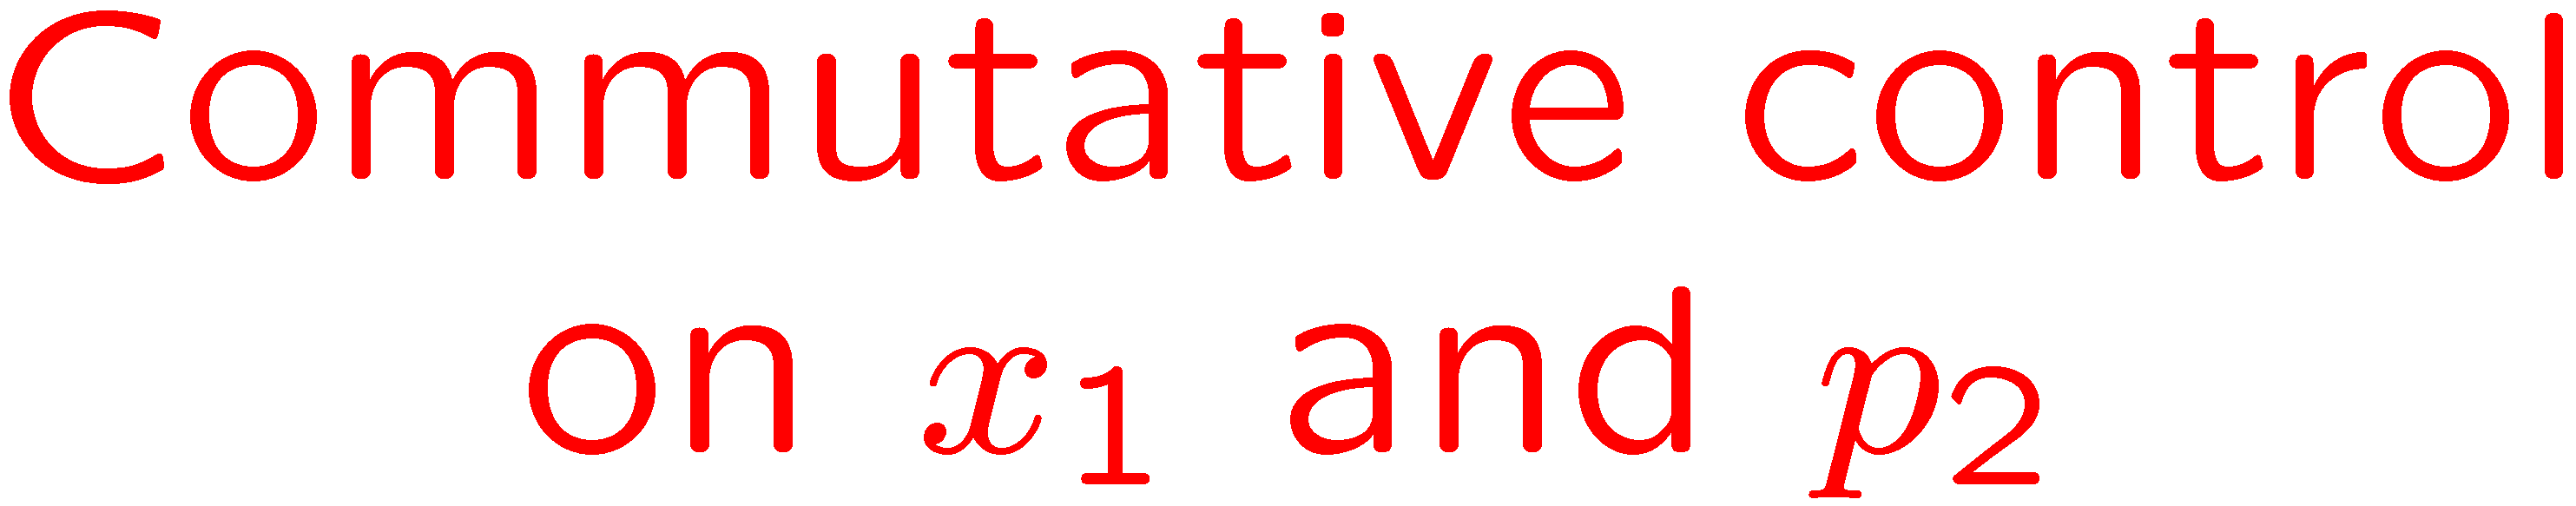 Commutative control
on x₁ and p₂